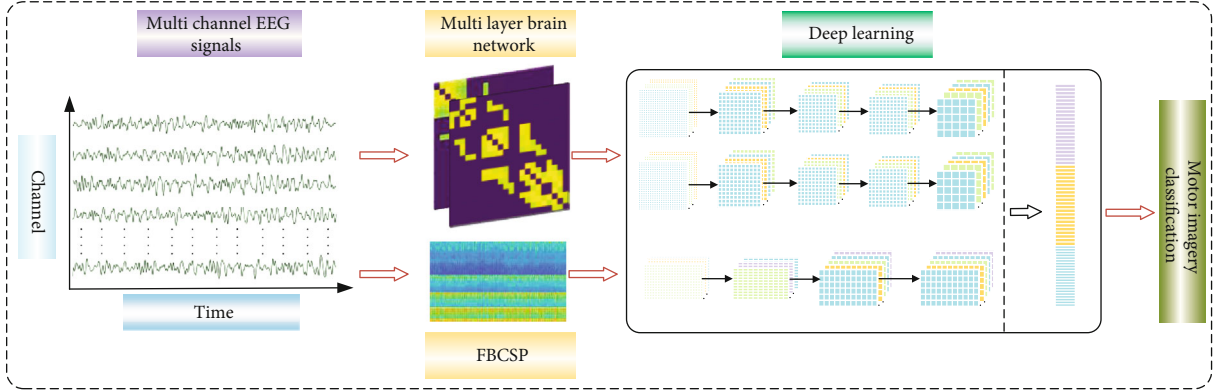 Multi channel EEG
signals
Multi layer brain
network
Deep learning
Channel
Time
FBCSP
Motor imagery
classification